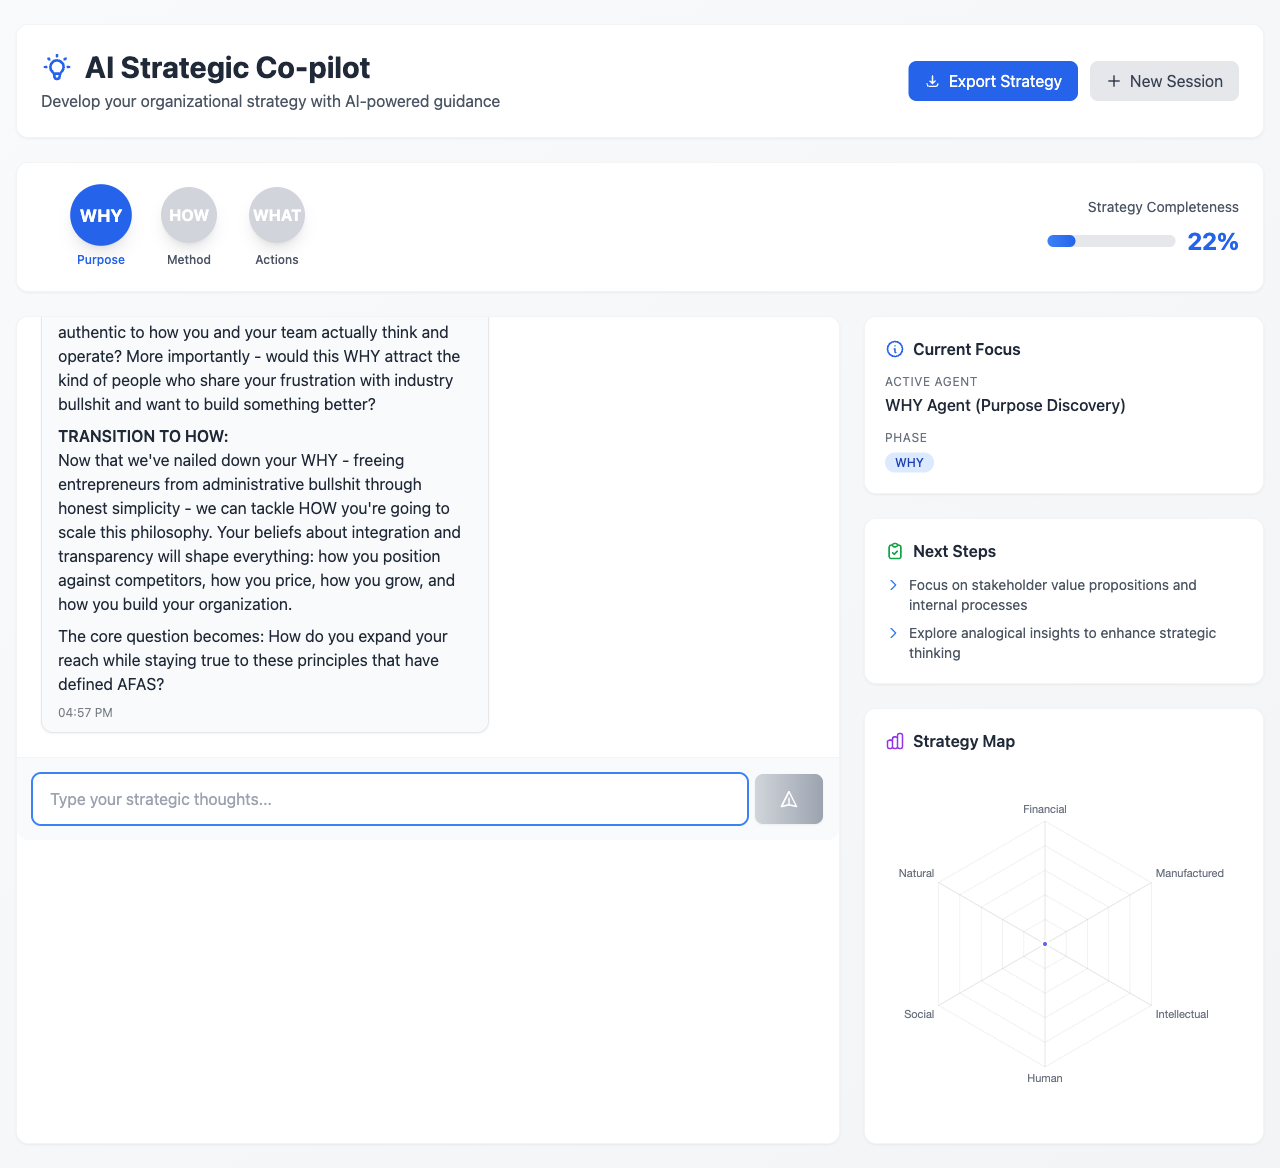 AI Strategic Co-pilot
Develop your organizational strategy with AI-powered guidance
Export Strategy
New Session
WHY
HOW
WHAT
Purpose
Method
Actions
Strategy Completeness
22%
authentic to how you and your team actually think and
operate? More importantly - would this WHY attract the
kind of people who share your frustration with industry
bullshit and want to build something better?
TRANSITION TO HOW:
Now that we've nailed down your WHY - freeing
entrepreneurs from administrative bullshit through
honest simplicity - we can tackle HOW you're going to
scale this philosophy. Your beliefs about integration and
transparency will shape everything: how you position
against competitors, how you price, how you grow, and
how you build your organization.
The core question becomes: How do you expand your
reach while staying true to these principles that have
defined AFAS?
04:57 PM
Type your strategic thoughts...
Current Focus
ACTIVE AGENT
WHY Agent (Purpose Discovery)
PHASE
WHY
Next Steps
Focus on stakeholder value propositions and
internal processes
Explore analogical insights to enhance strategic
thinking
Strategy Map
Financial
Natural
Manufactured
Social
Intellectual
Human